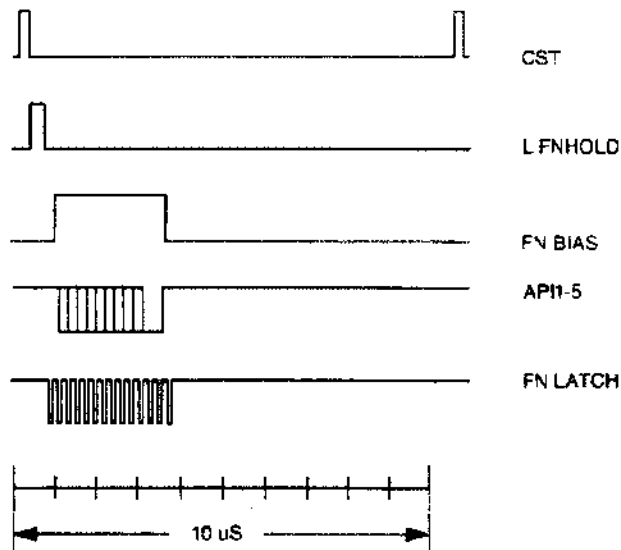 CST
L FNHOLD
FN BIAS
API1-5
FN LATCH
10 uS